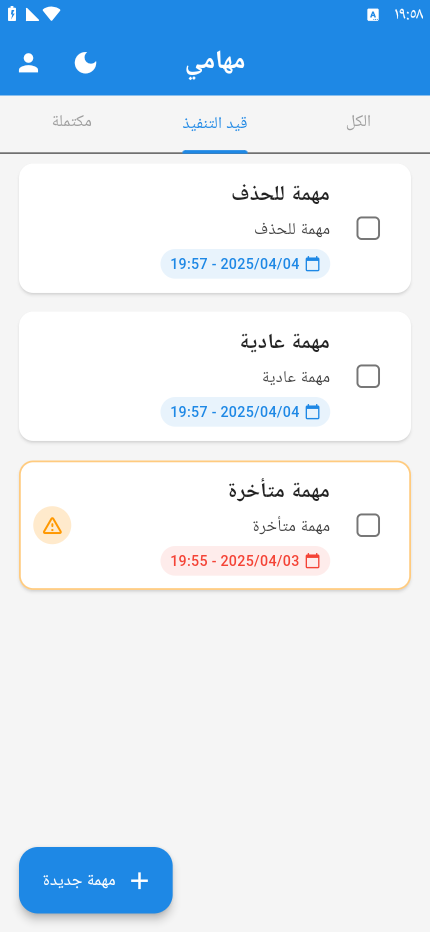 ١٩:٥٨
A
مهامي
الكل
قيد التنفيذ
مكتملة
مهمة للحذف
مهمة للحذف
2025/04/04 - 19:57
مهمة عادية
مهمة عادية
2025/04/04 - 19:57
مهمة متأخرة
مهمة متأخرة
2025/04/03 - 19:55
مهمة جديدة